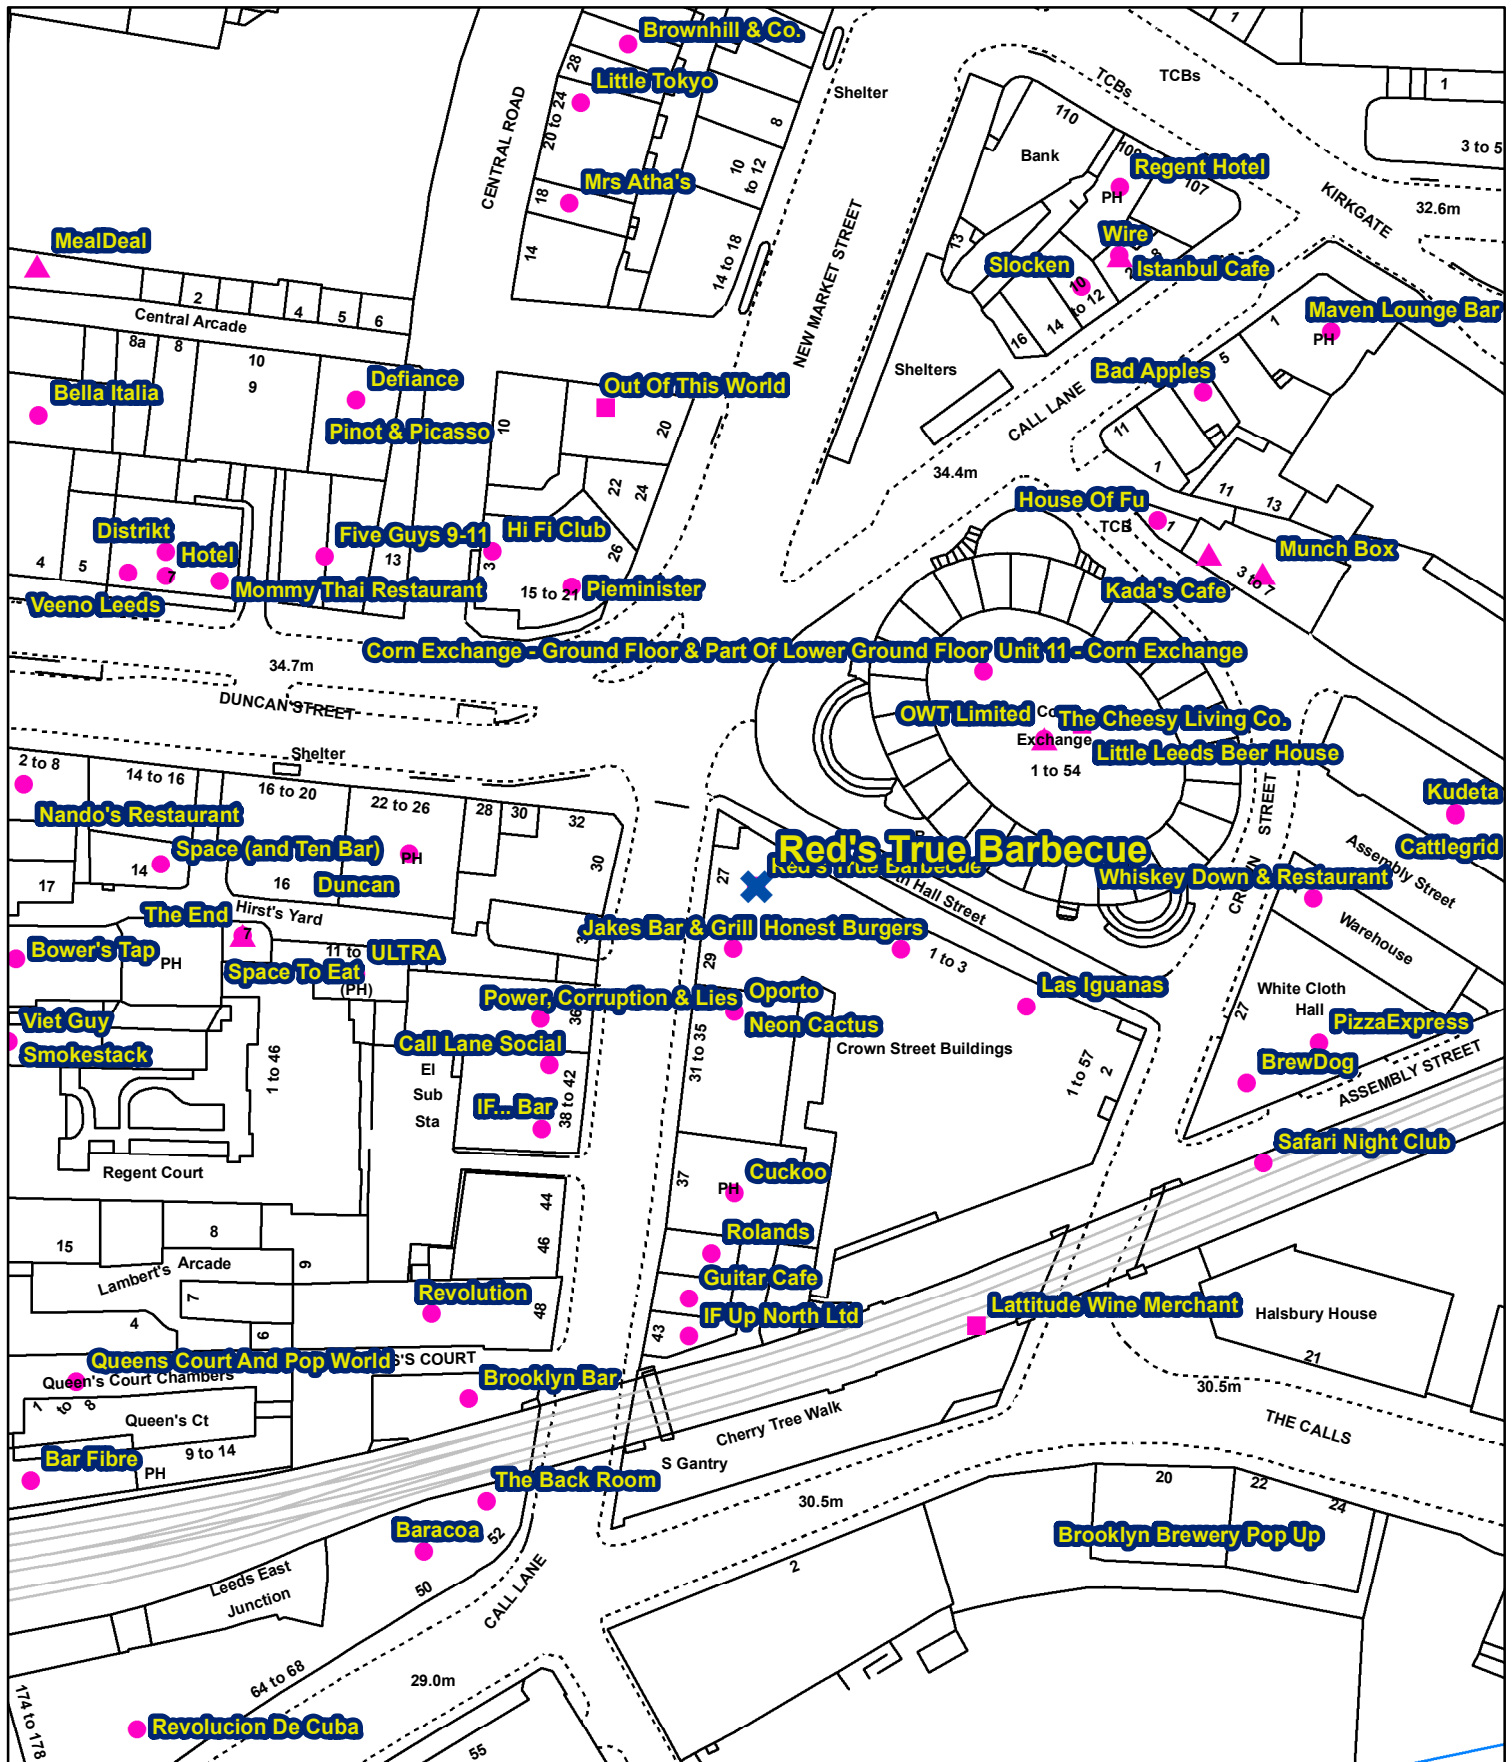 Brownhill & Co.
28
Little Tokyo
20 to 24
CENTRAL ROAD
Shelter
8
10
to 12
Mrs Atha's
18
14
14 to 18
NEW MARKET STREET
1
TCBs
TCBs
1
3 to 5
110
Bank
109
Regent Hotel
PH
107
KIRKGATE
32.6m
13
Wire
Slocken
Istanbul Cafe
2
8
10
to 12
14
16
MealDeal
2
4
5
6
Central Arcade
8a
8
10
9
Maven Lounge Bar
1
PH
5
Bad Apples
Shelters
CALL LANE
11
1
34.4m
Defiance
Bella Italia
Out Of This World
Pinot & Picasso
10
20
22
24
26
House Of Fu
TCB
1
11
13
Munch Box
3 to 7
Kada's Cafe
Distrikt
Hotel
Five Guys 9-11
Hi Fi Club
4
5
7
13
3
15 to 21
Pieminister
Mommy Thai Restaurant
Veeno Leeds
Corn Exchange - Ground Floor & Part Of Lower Ground Floor
Unit 11 - Corn Exchange
34.7m
DUNCAN STREET
OWT Limited
Co
The Cheesy Living Co.
Exchange
Little Leeds Beer House
1 to 54
Shelter
2 to 8
14 to 16
16 to 20
22 to 26
28
30
32
30
Nando's Restaurant
Space (and Ten Bar)
PH
14
17
16
Duncan
Kudeta
Cattlegrid
Assembly Street
CROWN STREET
Red's True Barbecue
Red's True Barbecue
27
th Hall Street
Whiskey Down & Restaurant
Warehouse
The End
Hirst's Yard
7
Bower's Tap
PH
11 to
ULTRA
Space To Eat
(PH)
Jakes Bar & Grill
Honest Burgers
29
1 to 3
Las Iguanas
White Cloth
Hall
27
PizzaExpress
BrewDog
ASSEMBLY STREET
Power, Corruption & Lies
36
Oporto
Neon Cactus
Crown Street Buildings
31 to 35
1 to 57
2
Viet Guy
Smokestack
1 to 46
Call Lane Social
El
Sub
Sta
IF... Bar
38 to 42
Regent Court
Safari Night Club
37
PH
Cuckoo
44
46
48
15
8
9
Lambert's
Arcade
7
4
6
Rolands
Guitar Cafe
IF Up North Ltd
43
Revolution
Lattitude Wine Merchant
Halsbury House
21
Queens Court And Pop World
S'S COURT
Queen's Court Chambers
1
to
8
Queen's Ct
9 to 14
PH
Bar Fibre
Brooklyn Bar
Cherry Tree Walk
S Gantry
30.5m
THE CALLS
The Back Room
52
Baracoa
50
30.5m
20
22
24
Brooklyn Brewery Pop Up
Leeds East
Junction
CALL LANE
2
64 to 68
29.0m
174 to 178
Revolucion De Cuba
55